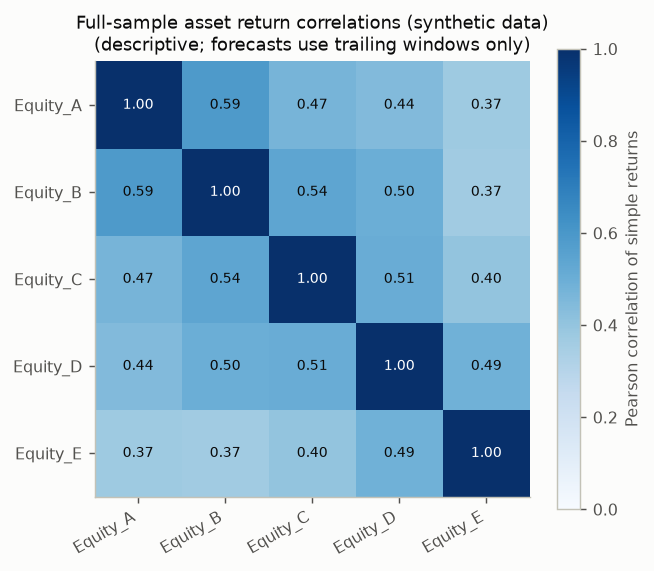 Full-sample asset return correlations (synthetic data)
(descriptive; forecasts use trailing windows only)
Equity_A 1.00 0.59 0.47 0.44 0.37
Equity_B 0.59 1.00 0.54 0.50 0.37
Equity_C 0.47 0.54 1.00 0.51 0.40
Equity_D 0.44 0.50 0.51 1.00 0.49
Equity_E 0.37 0.37 0.40 0.49 1.00
Equity_A Equity_B Equity_C Equity_D Equity_E
1.0
0.8
0.6
0.4
0.2
0.0
Pearson correlation of simple returns